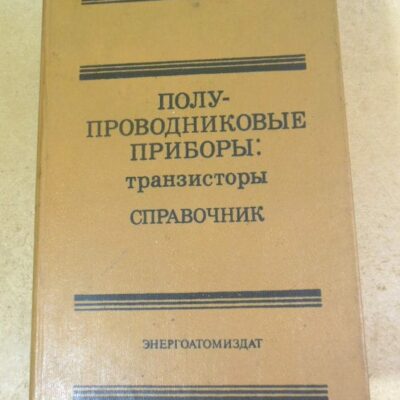 ПОЛУ-
ПРОВОДНИКОВЫЕ
ПРИБОРЫ:
транзисторы
СПРАВОЧНИК
ЭНЕРГОАТОМИЗДАТ